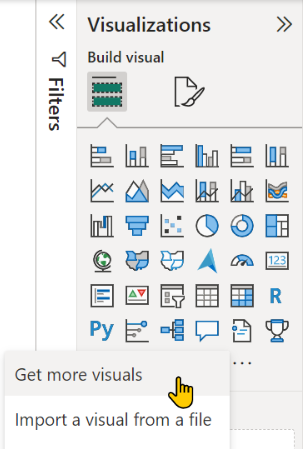 Visualizations
Build visual
Filters
123
R
Py
...
Get more visuals
Import a visual from a file